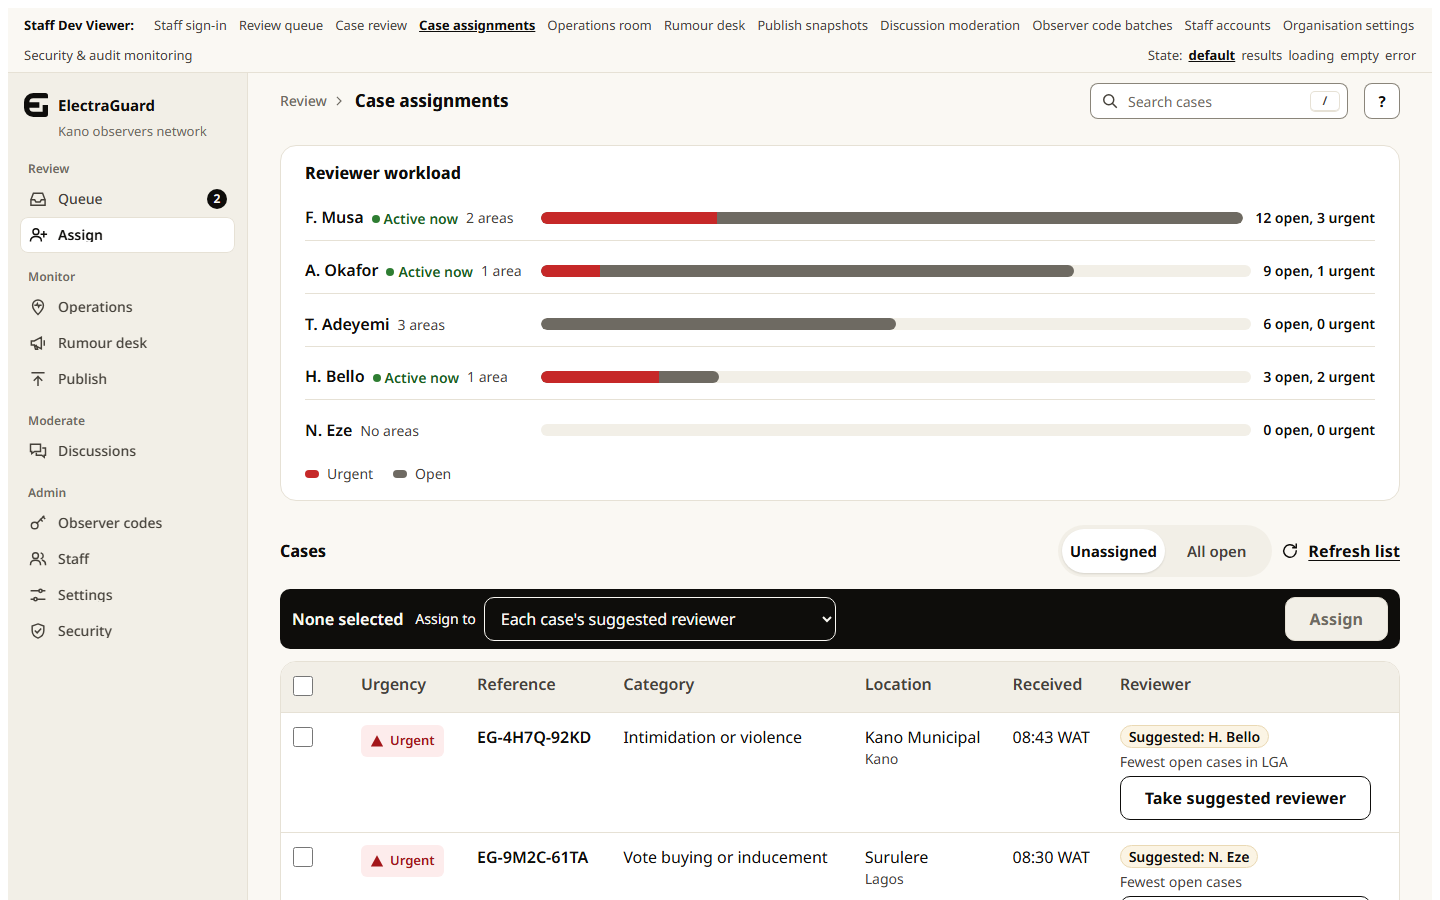 Staff Dev Viewer: Staff sign-in Review queue Case review Case assignments Operations room Rumour desk Publish snapshots Discussion moderation Observer code batches Staff accounts Organisation settings
Security & audit monitoring State: default results loading empty error
ElectraGuard
Kano observers network
Review
Queue 2
Assign
Monitor
Operations
Rumour desk
Publish
Moderate
Discussions
Admin
Observer codes
Staff
Settings
Security
Review > Case assignments
Search cases / ?
Reviewer workload
F. Musa Active now 2 areas 12 open, 3 urgent
A. Okafor Active now 1 area 9 open, 1 urgent
T. Adeyemi 3 areas 6 open, 0 urgent
H. Bello Active now 1 area 3 open, 2 urgent
N. Eze No areas 0 open, 0 urgent
Urgent Open
Cases Unassigned All open Refresh list
None selected Assign to Each case's suggested reviewer Assign
Urgency Reference Category Location Received Reviewer
Urgent EG-4H7Q-92KD Intimidation or violence Kano Municipal 08:43 WAT Suggested: H. Bello
Kano Fewest open cases in LGA
Take suggested reviewer
Urgent EG-9M2C-61TA Vote buying or inducement Surulere 08:30 WAT Suggested: N. Eze
Lagos Fewest open cases